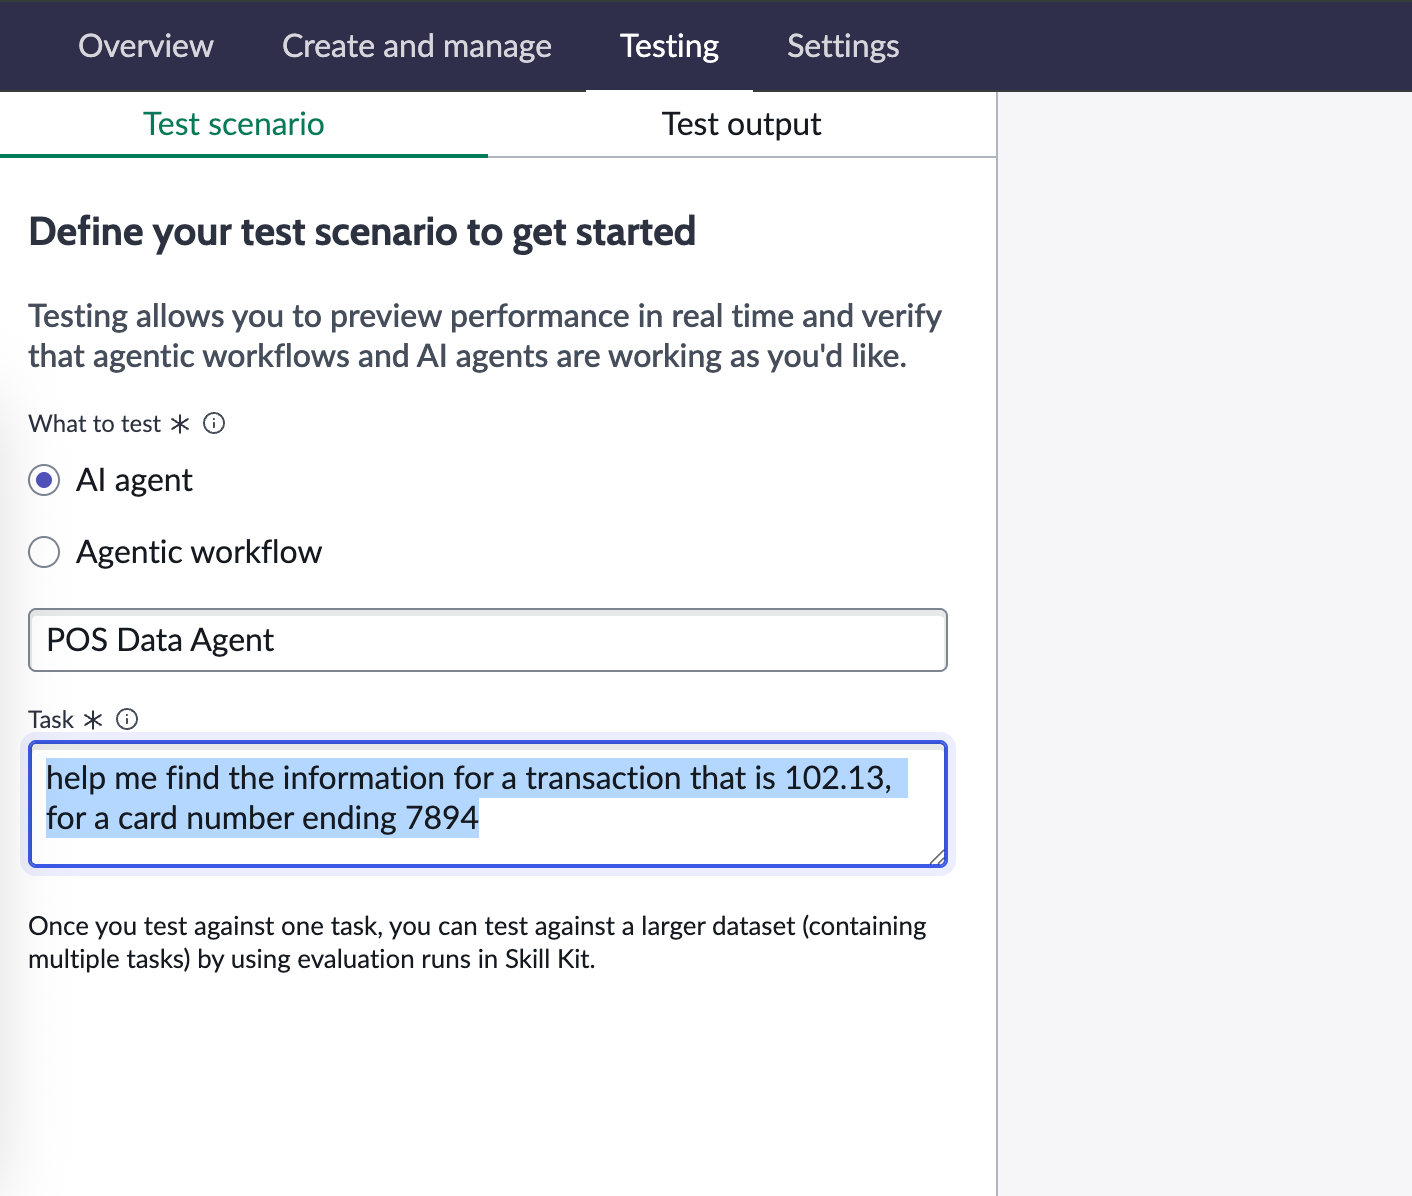 Overview Create and manage Testing Settings
Test scenario Test output
Define your test scenario to get started
Testing allows you to preview performance in real time and verify
that agentic workflows and AI agents are working as you'd like.
What to test *
AI agent
Agentic workflow
POS Data Agent
Task *
help me find the information for a transaction that is 102.13,
for a card number ending 7894
Once you test against one task, you can test against a larger dataset (containing
multiple tasks) by using evaluation runs in Skill Kit.